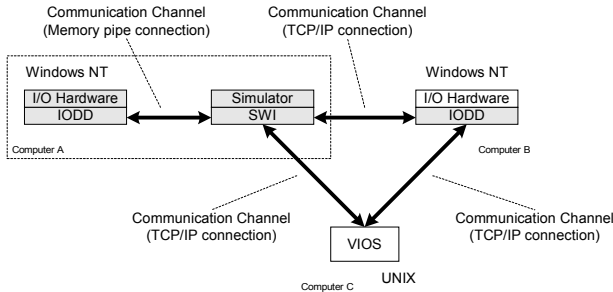 Communication Channel
(Memory pipe connection)
Communication Channel
(TCP/IP connection)
Windows NT
Windows NT
I/O Hardware
IODD
Simulator
SWI
I/O Hardware
IODD
Computer A
Computer B
Communication Channel
(TCP/IP connection)
Communication Channel
(TCP/IP connection)
VIOS
UNIX
Computer C